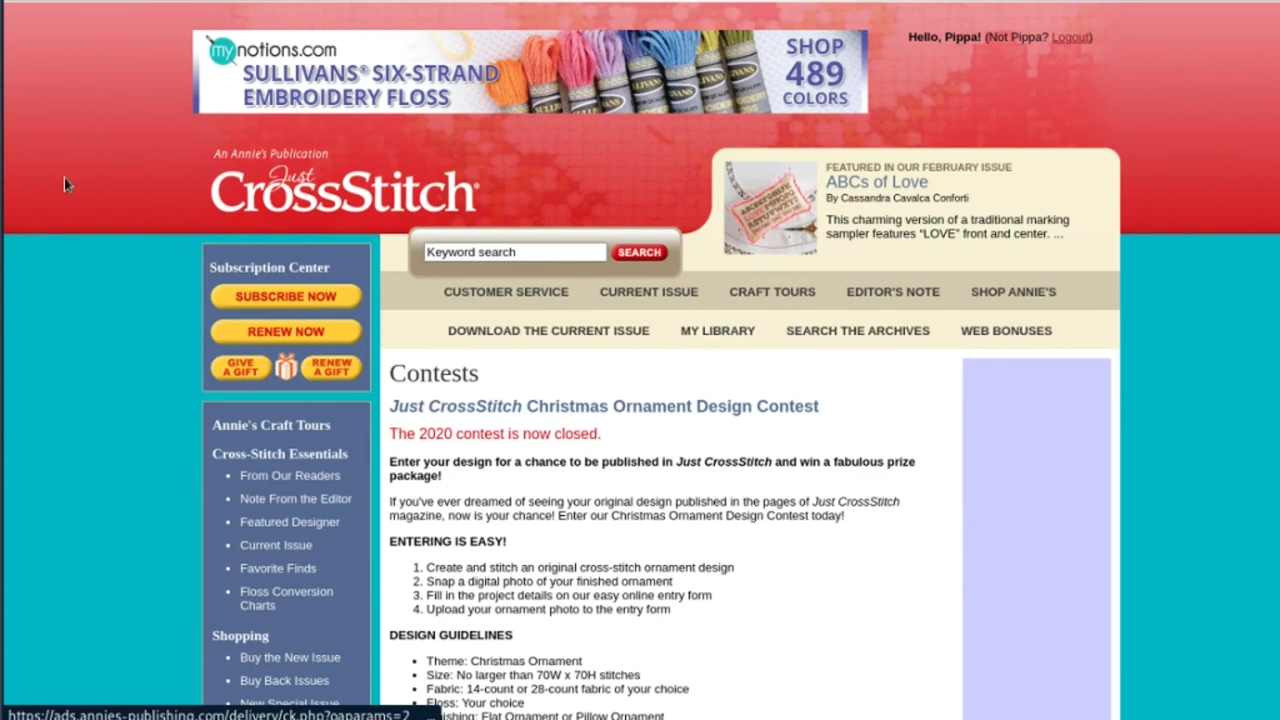 mynotions.com
SULLIVANS® SIX-STRAND
EMBROIDERY FLOSS
SHOP
489
COLORS
Hello, Pippa! (Not Pippa? Logout)
An Annie's Publication
Just
CrossStitch®
FEATURED IN OUR FEBRUARY ISSUE
ABCs of Love
By Cassandra Cavalca Conforti
This charming version of a traditional marking
sampler features “LOVE” front and center. ...
Keyword search
SEARCH
CUSTOMER SERVICE CURRENT ISSUE CRAFT TOURS EDITOR'S NOTE SHOP ANNIE'S
DOWNLOAD THE CURRENT ISSUE MY LIBRARY SEARCH THE ARCHIVES WEB BONUSES
Subscription Center
SUBSCRIBE NOW
RENEW NOW
GIVE
A GIFT
RENEW
A GIFT
Annie's Craft Tours
Cross-Stitch Essentials
• From Our Readers
• Note From the Editor
• Featured Designer
• Current Issue
• Favorite Finds
• Floss Conversion
Charts
Shopping
• Buy the New Issue
• Buy Back Issues
• New Special Issue
Contests
Just CrossStitch Christmas Ornament Design Contest
The 2020 contest is now closed.
Enter your design for a chance to be published in Just CrossStitch and win a fabulous prize
package!
If you've ever dreamed of seeing your original design published in the pages of Just CrossStitch
magazine, now is your chance! Enter our Christmas Ornament Design Contest today!
ENTERING IS EASY!
1. Create and stitch an original cross-stitch ornament design
2. Snap a digital photo of your finished ornament
3. Fill in the project details on our easy online entry form
4. Upload your ornament photo to the entry form
DESIGN GUIDELINES
• Theme: Christmas Ornament
• Size: No larger than 70W x 70H stitches
• Fabric: 14-count or 28-count fabric of your choice
• Floss: Your choice
ishing: Flat Ornament or Pillow Ornament
https://ads.annies-publishing.com/delivery/ck.php?oaparams=2...